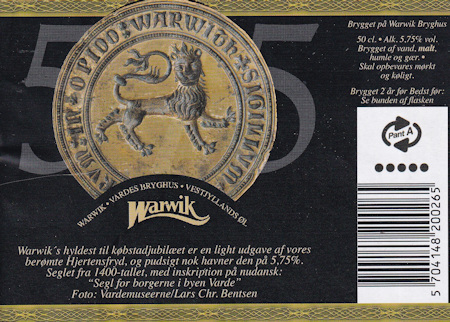 575
WARWIK • VARDES BRYGHUS • VESTJYLLANDS ØL
Warwik
Warwik´s hyldest til købstadjubilæet er en light udgave af vores
berømte Hjertensfryd, og pudsigt nok havner den på 5,75%.
Seglet fra 1400-tallet, med inskription på nudansk:
"Segl for borgerne i byen Varde"
Foto: Vardemuseerne/Lars Chr. Bentsen
Brygget på Warwik Bryghus
50 cl. • Alk. 5,75% vol.
Brygget af vand, malt,
humle og gær. •
Skal opbevares mørkt
og køligt.
Brygget 2 år før Bedst før:
Se bunden af flasken
Pant A
5 704148 200265